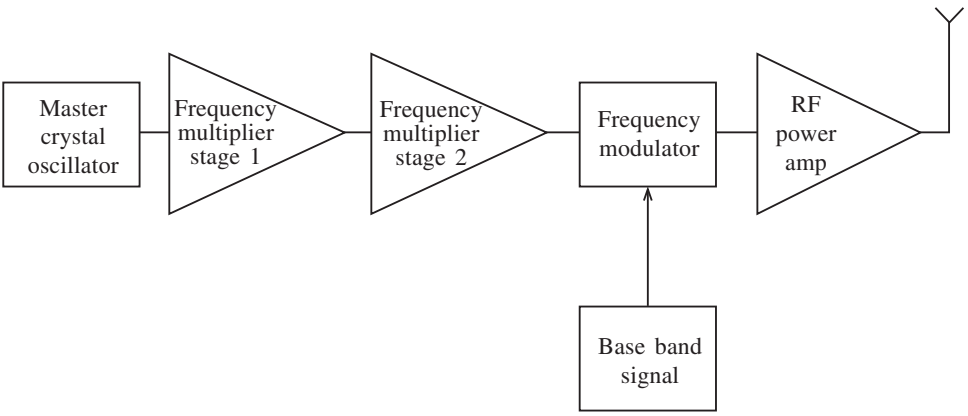 Master
crystal
oscillator
Frequency
multiplier
stage 1
Frequency
multiplier
stage 2
Frequency
modulator
RF
power
amp
Base band
signal